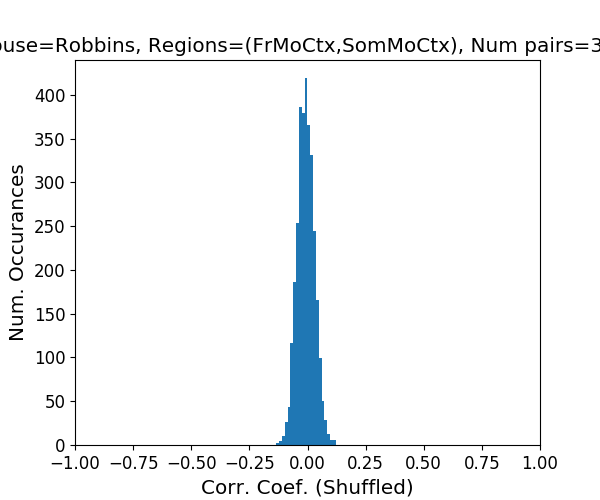 ouse=Robbins, Regions=(FrMoCtx,SomMoCtx), Num pairs=3
400
350
300
250
200
150
100
50
0
Num. Occurances
−1.00 −0.75 −0.50 −0.25 0.00 0.25 0.50 0.75 1.00
Corr. Coef. (Shuffled)